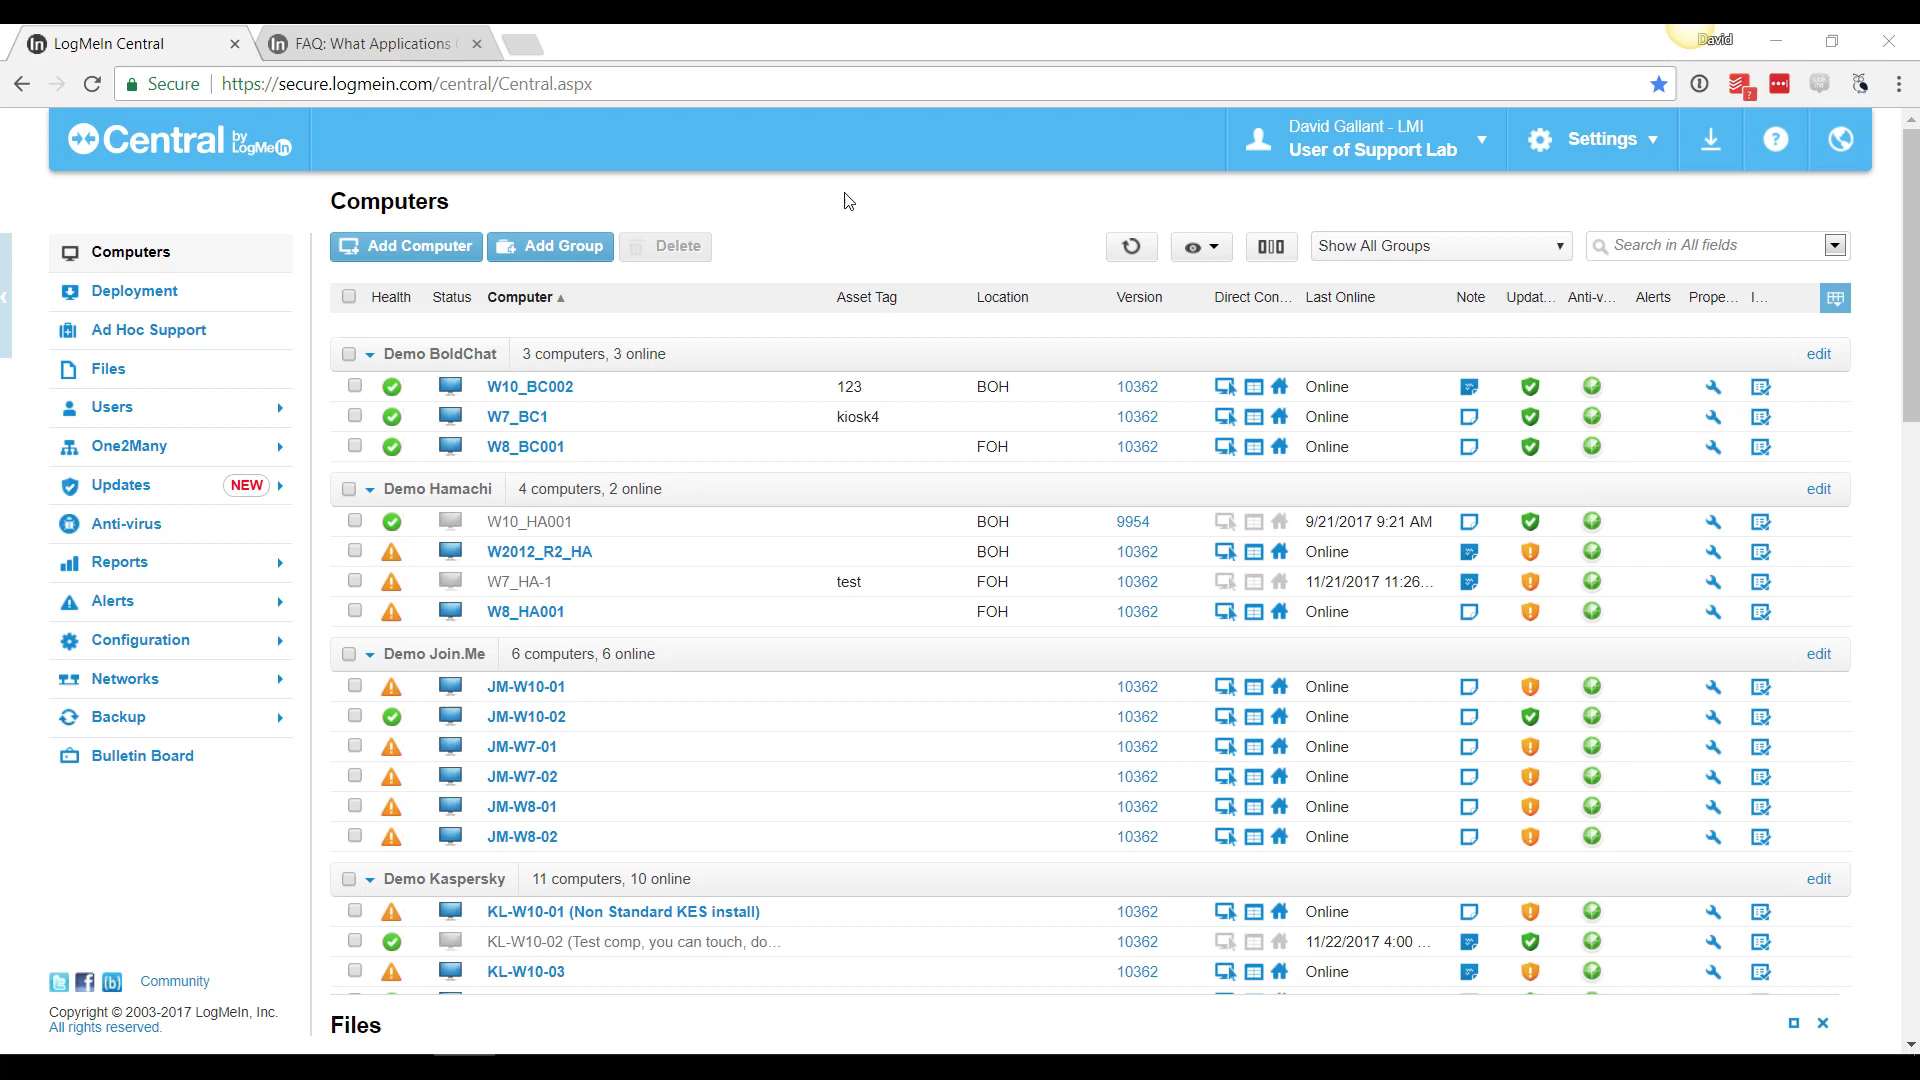 LogMeIn Central
FAQ: What Applications
David
Secure
https://secure.logmein.com/central/Central.aspx
Central by LogMeIn
David Gallant - LMI
User of Support Lab
Settings
Computers
Add Computer
Add Group
Delete
Show All Groups
Search in All fields
Computers
Deployment
Ad Hoc Support
Files
Users
One2Many
Updates NEW
Anti-virus
Reports
Alerts
Configuration
Networks
Backup
Bulletin Board
Health Status Computer Asset Tag Location Version Direct Con... Last Online Note Updat... Anti-v... Alerts Prope... I...
Demo BoldChat 3 computers, 3 online edit
W10_BC002 123 BOH 10362 Online
W7_BC1 kiosk4 10362 Online
W8_BC001 FOH 10362 Online
Demo Hamachi 4 computers, 2 online edit
W10_HA001 BOH 9954 9/21/2017 9:21 AM
W2012_R2_HA BOH 10362 Online
W7_HA-1 test FOH 10362 11/21/2017 11:26...
W8_HA001 FOH 10362 Online
Demo Join.Me 6 computers, 6 online edit
JM-W10-01 10362 Online
JM-W10-02 10362 Online
JM-W7-01 10362 Online
JM-W7-02 10362 Online
JM-W8-01 10362 Online
JM-W8-02 10362 Online
Demo Kaspersky 11 computers, 10 online edit
KL-W10-01 (Non Standard KES install) 10362 Online
KL-W10-02 (Test comp, you can touch, do... 10362 11/22/2017 4:00 ...
KL-W10-03 10362 Online
Community
Copyright © 2003-2017 LogMeIn, Inc.
All rights reserved.
Files